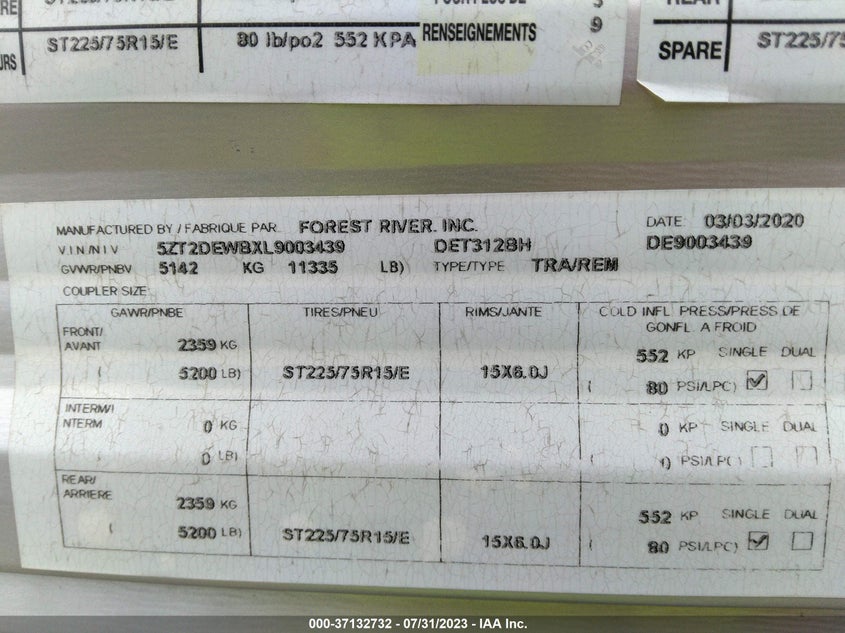 ST225/75R15/E 80 lb/po2 552 KPA RENSEIGNEMENTS 9
SPARE ST225/75
MANUFACTURED BY / FABRIQUE PAR FOREST RIVER, INC. DATE 03/03/2020
V.I.N/N I V 5ZT2DEWBXL9003439 DET312BH DE9003439
GVWR/PNBV 5142 KG 11335 LB) TYPE/TYPE TRA/REM
COUPLER SIZE:
GAWR/PNBE TIRES/PNEU RIMS/JANTE COLD INFL. PRESS/PRESS DE
GONFL. A FROID
FRONT/
AVANT 2359 KG 552 KP SINGLE DUAL
( 5200 LB) ST225/75R15/E 15X6.0J ( 80 PSI/LPC)
INTERM/I
NTERM 0 KG 0 KP SINGLE DUAL
0 LB) ( 0 PSI/LPC)
REAR/
ARRIERE 2359 KG 552 KP SINGLE DUAL
( 5200 LB) ST225/75R15/E 15X6.0J ( 80 PSI/LPC)
000-37132732 - 07/31/2023 - IAA Inc.